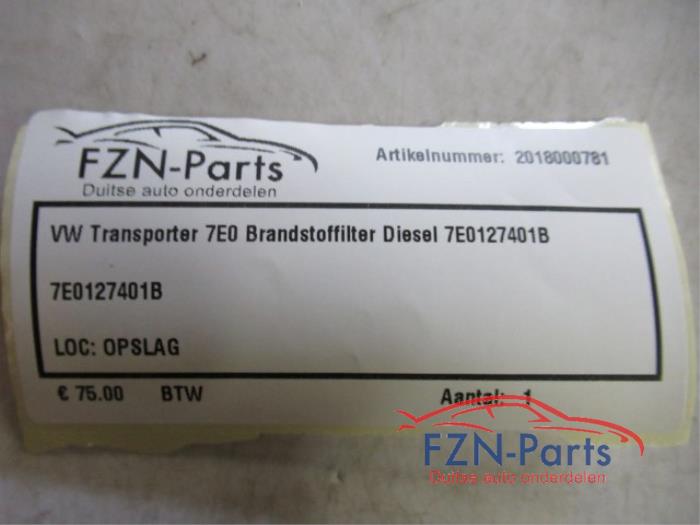 FZN-Parts
Duitse auto onderdelen
Artikelnummer: 2018000781
VW Transporter 7E0 Brandstoffilter Diesel 7E0127401B
7E0127401B
LOC: OPSLAG
€ 75.00 BTW Aantal: 1
FZN-Parts
Duitse auto onderdelen